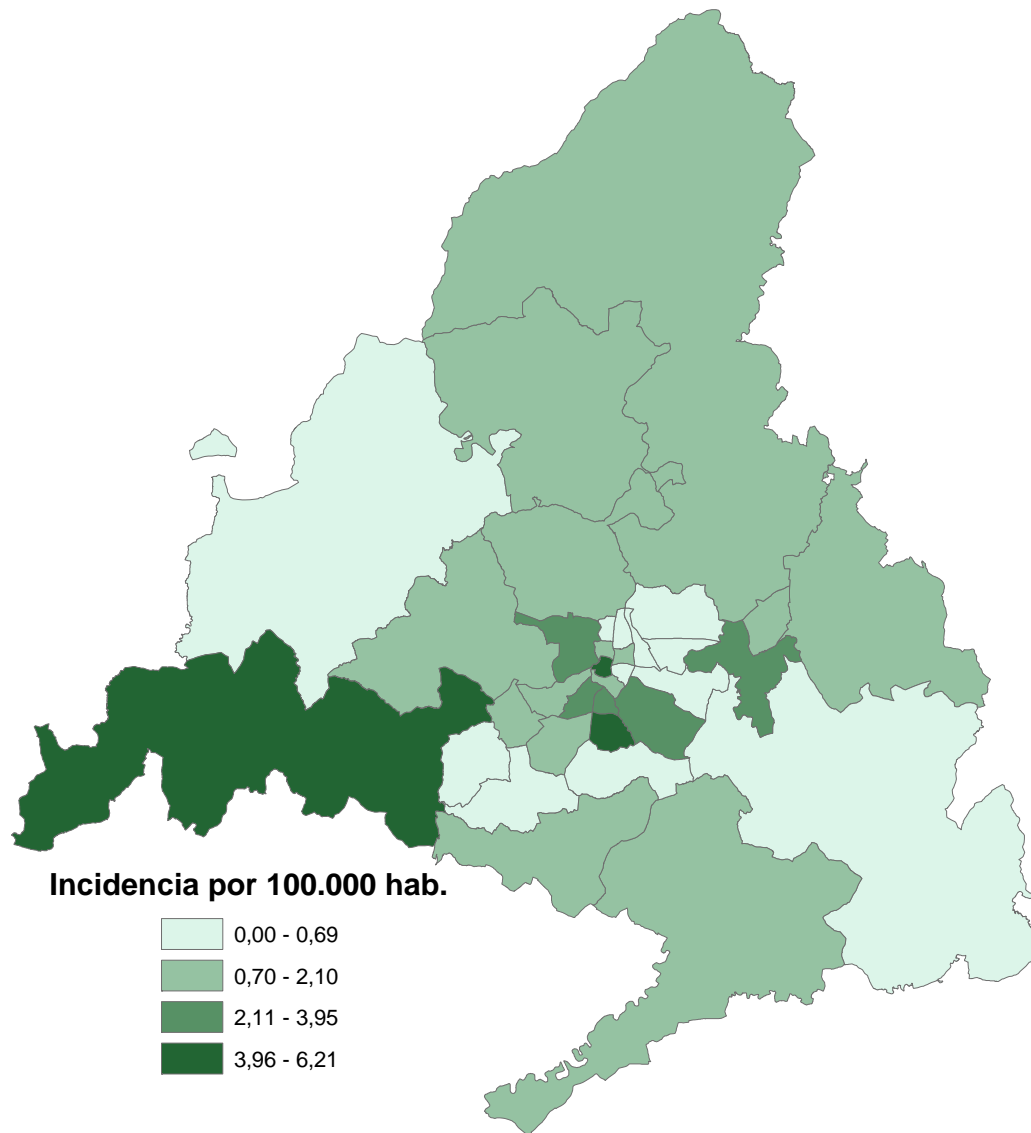 Incidencia por 100.000 hab.
0,00 - 0,69
0,70 - 2,10
2,11 - 3,95
3,96 - 6,21